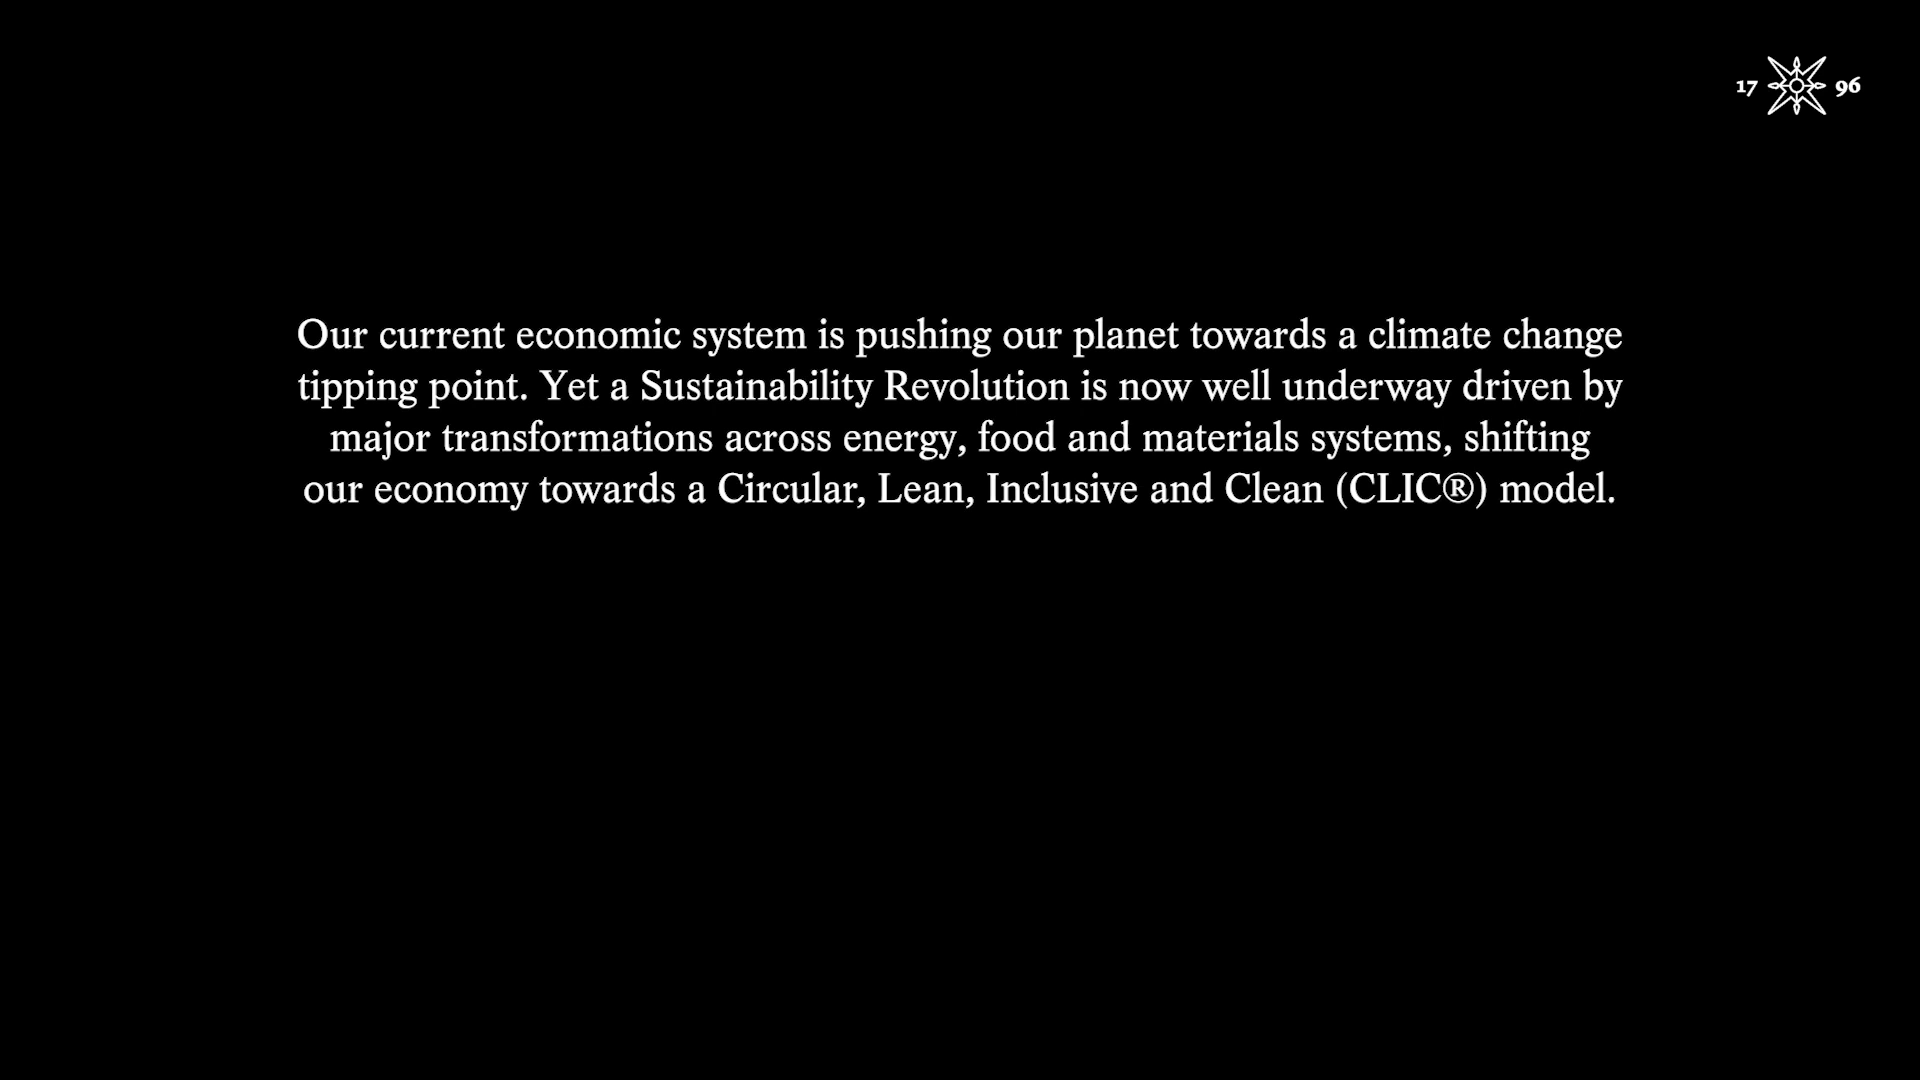 17 96
Our current economic system is pushing our planet towards a climate change
tipping point. Yet a Sustainability Revolution is now well underway driven by
major transformations across energy, food and materials systems, shifting
our economy towards a Circular, Lean, Inclusive and Clean (CLIC®) model.